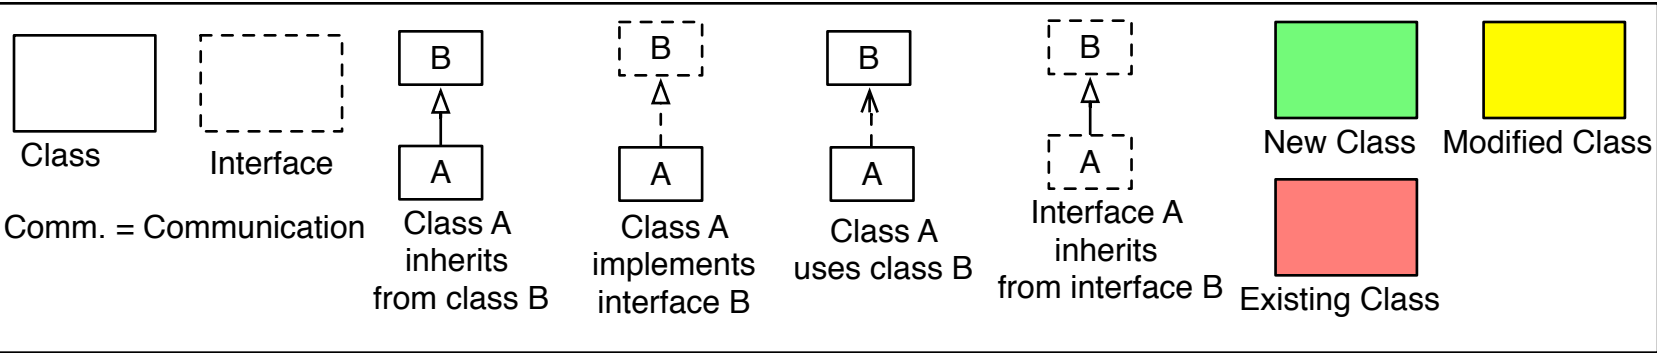 Class
Interface
Comm. = Communication
B
A
Class A
inherits
from class B
B
A
Class A
implements
interface B
B
A
Class A
uses class B
B
A
Interface A
inherits
from interface B
New Class
Modified Class
Existing Class